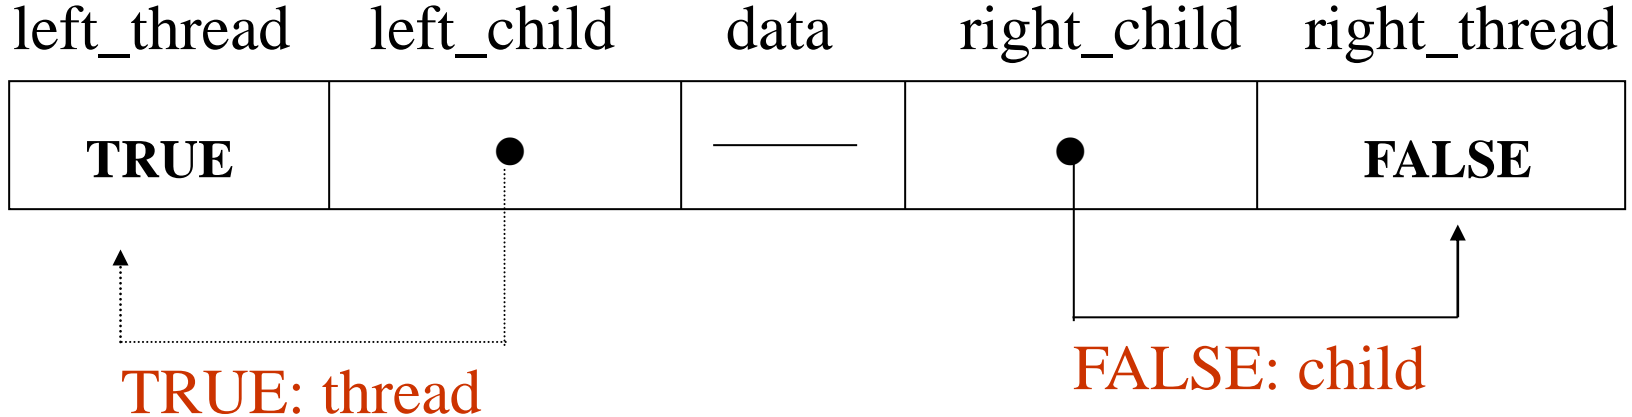 left_thread left_child data right_child right_thread
TRUE FALSE
FALSE: child
TRUE: thread